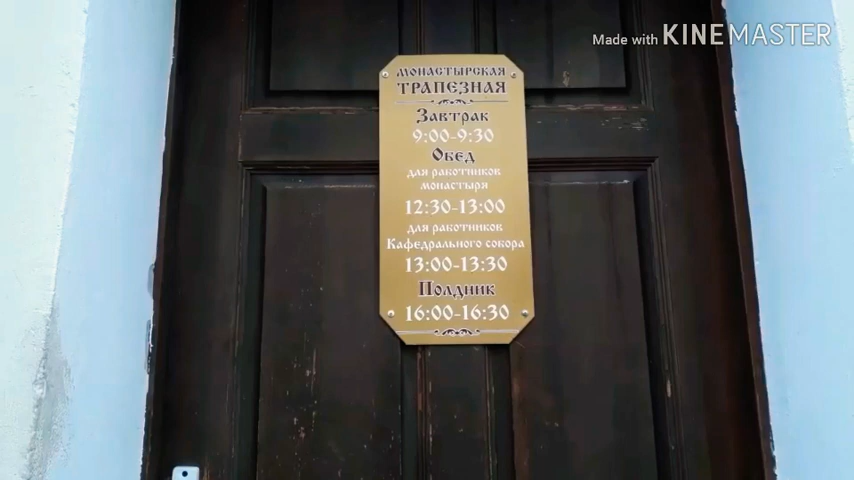 Made with KINEMASTER
МОНАСТЫРСКАЯ
ТРАПЕЗНАЯ
Завтрак
9:00-9:30
Обед
для работников
монастыря
12:30-13:00
для работников
Кафедрального собора
13:00-13:30
Полдник
16:00-16:30